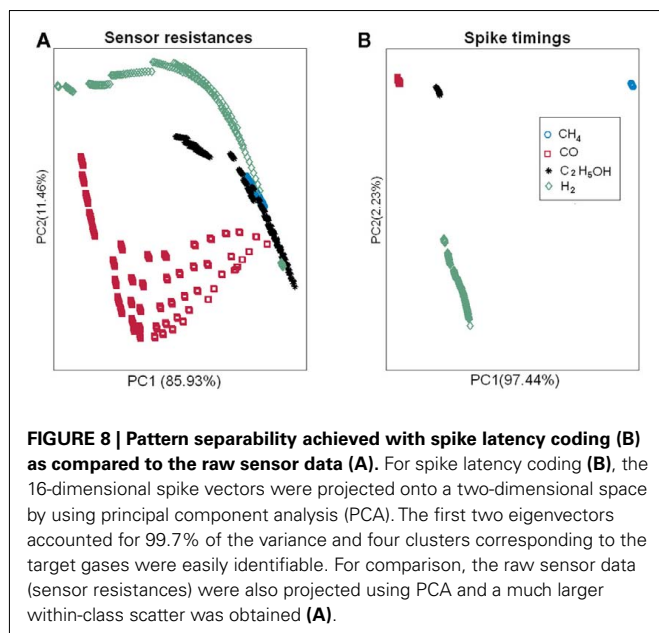 A
Sensor resistances
PC2(11.46%)
PC1 (85.93%)
B
Spike timings
CH4
CO
C2 H5OH
H2
PC2(2.23%)
PC1(97.44%)
FIGURE 8 | Pattern separability achieved with spike latency coding (B)
as compared to the raw sensor data (A). For spike latency coding (B), the
16-dimensional spike vectors were projected onto a two-dimensional space
by using principal component analysis (PCA). The first two eigenvectors
accounted for 99.7% of the variance and four clusters corresponding to the
target gases were easily identifiable. For comparison, the raw sensor data
(sensor resistances) were also projected using PCA and a much larger
within-class scatter was obtained (A).